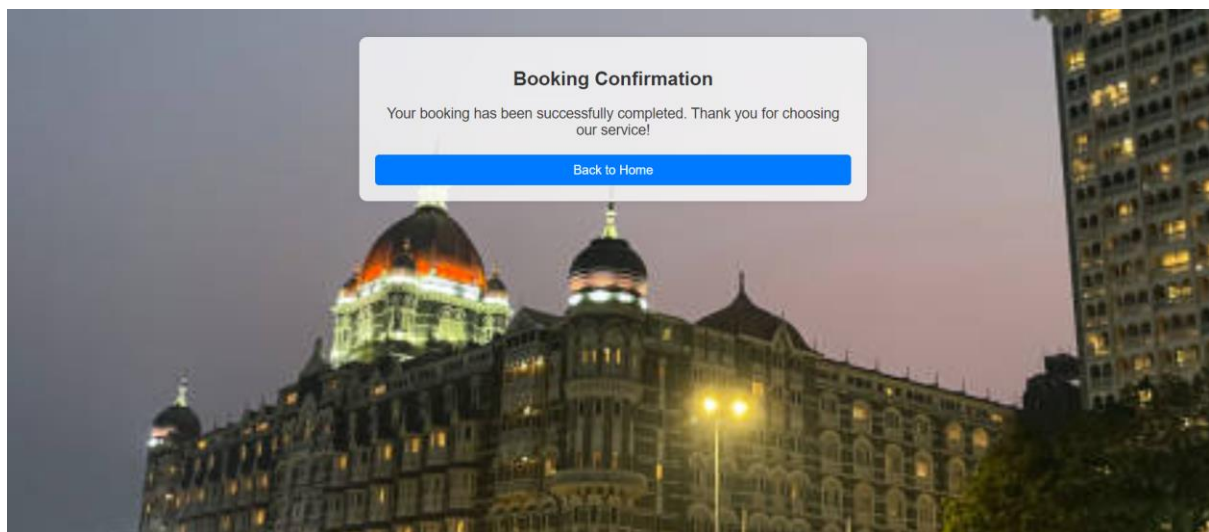 Booking Confirmation
Your booking has been successfully completed. Thank you for choosing
our service!
Back to Home